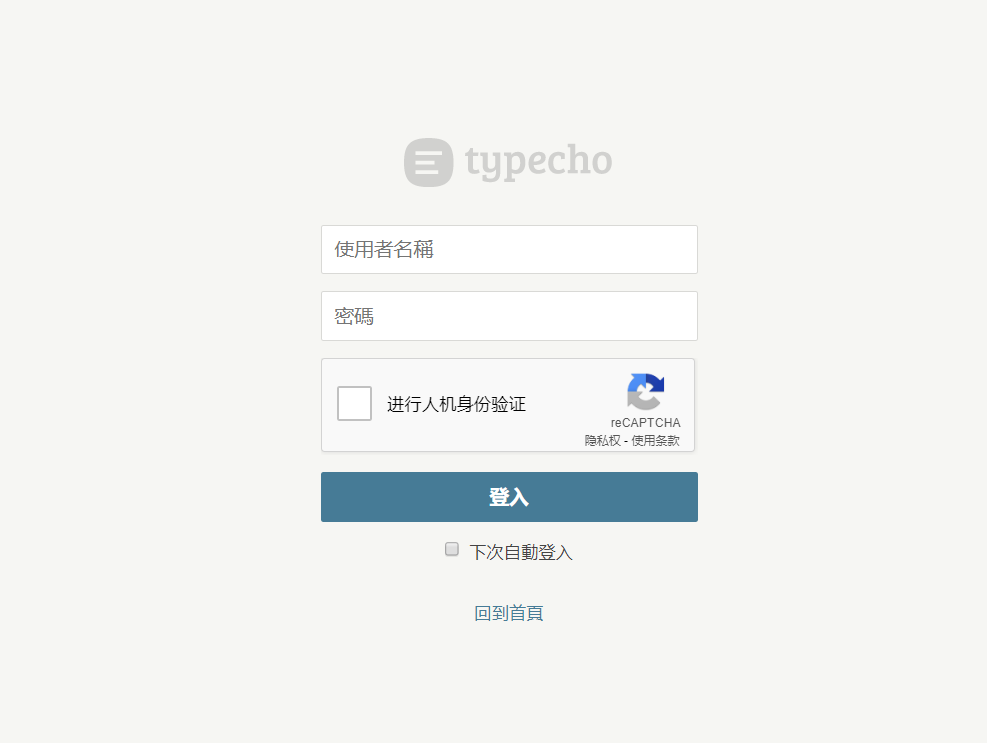 typecho
使用者名稱
密碼
进行人机身份验证
reCAPTCHA
隐私权 - 使用条款
登入
下次自動登入
回到首頁